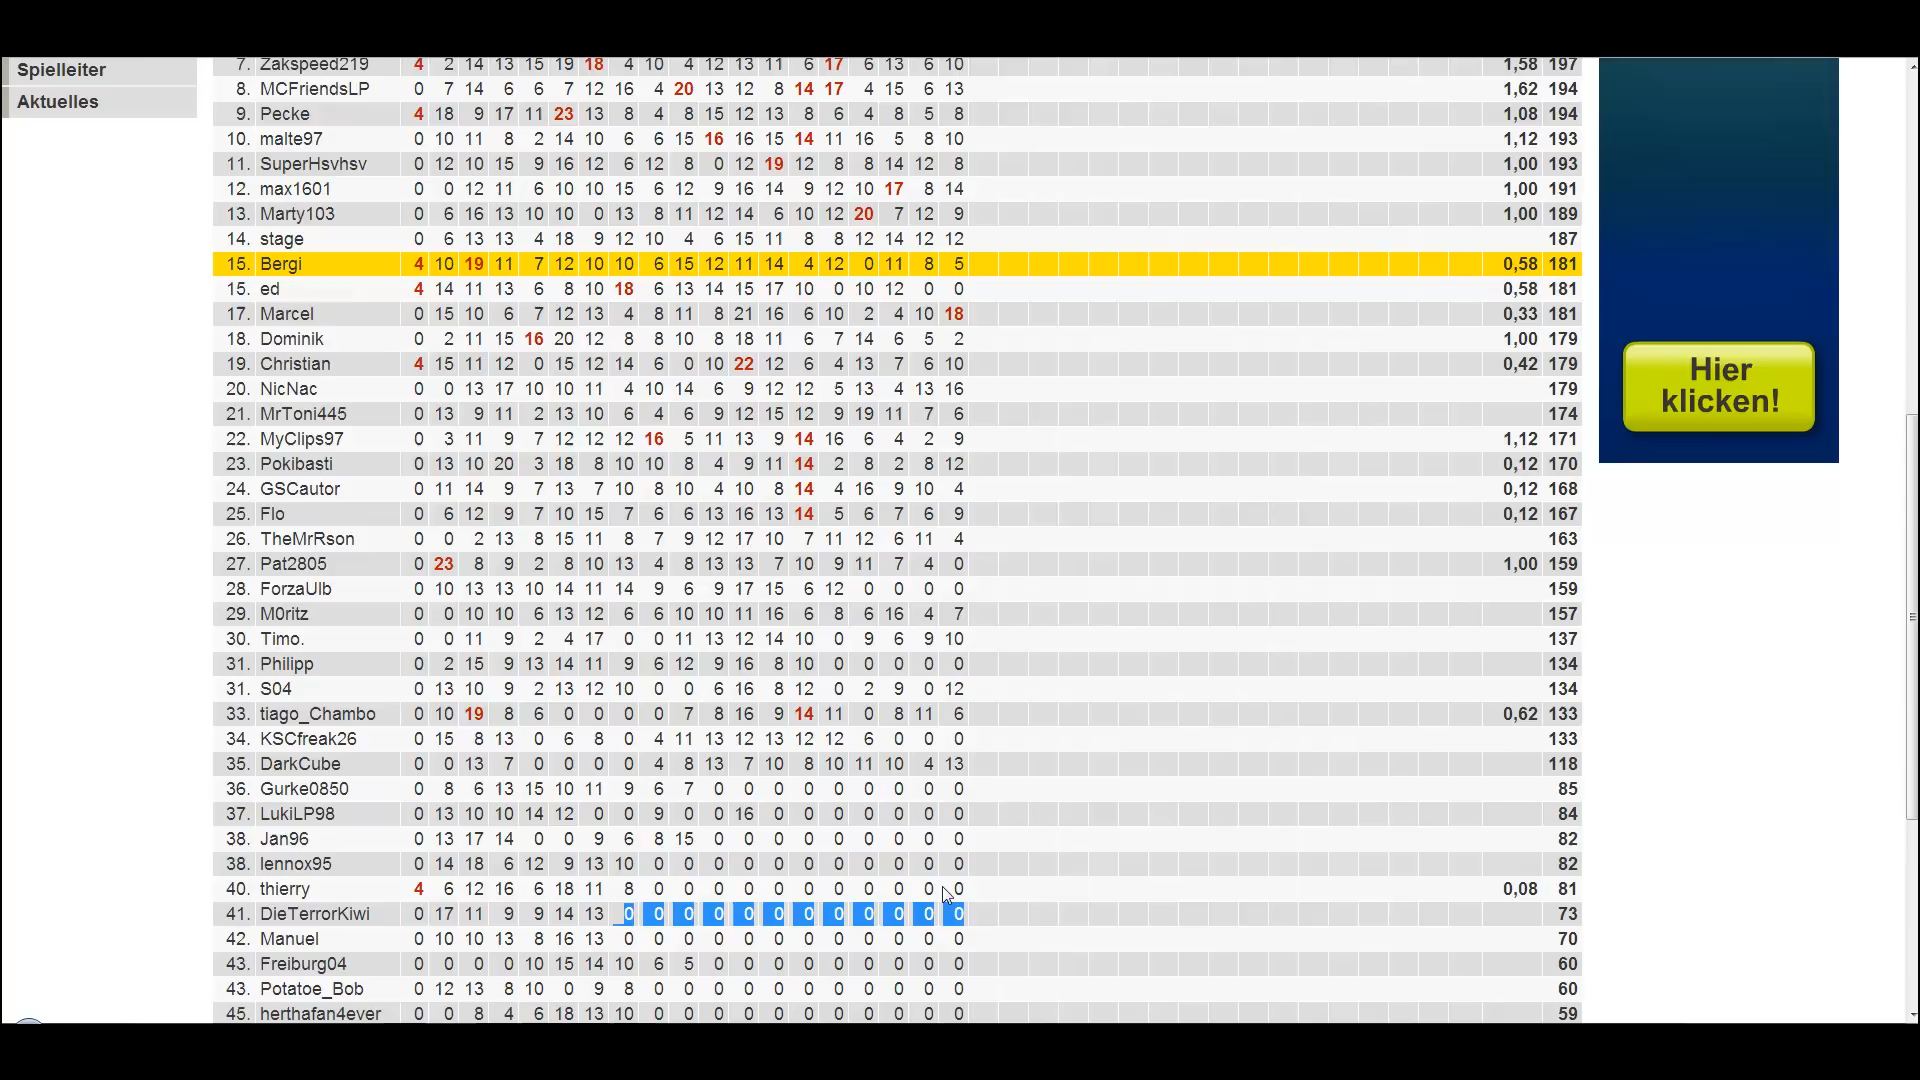 Spielleiter
Aktuelles
7. Zakspeed219 4 2 14 13 15 19 18 4 10 4 12 13 11 6 17 6 13 6 10 1,58 197
8. MCFriendsLP 0 7 14 6 6 7 12 16 4 20 13 12 8 14 17 4 15 6 13 1,62 194
9. Pecke 4 18 9 17 11 23 13 8 4 8 15 12 13 8 6 4 8 5 8 1,08 194
10. malte97 0 10 11 8 2 14 10 6 6 15 16 16 15 14 11 16 5 8 10 1,12 193
11. SuperHsvhsv 0 12 10 15 9 16 12 6 12 8 0 12 19 12 8 8 14 12 8 1,00 193
12. max1601 0 0 12 11 6 10 10 15 6 12 9 16 14 9 12 10 17 8 14 1,00 191
13. Marty103 0 6 16 13 10 10 0 13 8 11 12 14 6 10 12 20 7 12 9 1,00 189
14. stage 0 6 13 13 4 18 9 12 10 4 6 15 11 8 8 12 14 12 12 187
15. Bergi 4 10 19 11 7 12 10 10 6 15 12 11 14 4 12 0 11 8 5 0,58 181
15. ed 4 14 11 13 6 8 10 18 6 13 14 15 17 10 0 10 12 0 0 0,58 181
17. Marcel 0 15 10 6 7 12 13 4 8 11 8 21 16 6 10 2 4 10 18 0,33 181
18. Dominik 0 2 11 15 16 20 12 8 8 10 8 18 11 6 7 14 6 5 2 1,00 179
19. Christian 4 15 11 12 0 15 12 14 6 0 10 22 12 6 4 13 7 6 10 0,42 179
20. NicNac 0 0 13 17 10 10 11 4 10 14 6 9 12 12 5 13 4 13 16 179
21. MrToni445 0 13 9 11 2 13 10 6 4 6 9 12 15 12 9 19 11 7 6 174
22. MyClips97 0 3 11 9 7 12 12 12 16 5 11 13 9 14 16 6 4 2 9 1,12 171
23. Pokibasti 0 13 10 20 3 18 8 10 10 8 4 9 11 14 2 8 2 8 12 0,12 170
24. GSCautor 0 11 14 9 7 13 7 10 8 10 4 10 8 14 4 16 9 10 4 0,12 168
25. Flo 0 6 12 9 7 10 15 7 6 6 13 16 13 14 5 6 7 6 9 0,12 167
26. TheMrRson 0 0 2 13 8 15 11 8 7 9 12 17 10 7 11 12 6 11 4 163
27. Pat2805 0 23 8 9 2 8 10 13 4 8 13 13 7 10 9 11 7 4 0 1,00 159
28. ForzaUlb 0 10 13 13 10 14 11 14 9 6 9 17 15 6 12 0 0 0 0 159
29. M0ritz 0 0 10 10 6 13 12 6 6 10 10 11 16 6 8 6 16 4 7 157
30. Timo. 0 0 11 9 2 4 17 0 0 11 13 12 14 10 0 9 6 9 10 137
31. Philipp 0 2 15 9 13 14 11 9 6 12 9 16 8 10 0 0 0 0 0 134
31. S04 0 13 10 9 2 13 12 10 0 0 6 16 8 12 0 2 9 0 12 134
33. tiago_Chambo 0 10 19 8 6 0 0 0 0 7 8 16 9 14 11 0 8 11 6 0,62 133
34. KSCfreak26 0 15 8 13 0 6 8 0 4 11 13 12 13 12 12 6 0 0 0 133
35. DarkCube 0 0 13 7 0 0 0 0 4 8 13 7 10 8 10 11 10 4 13 118
36. Gurke0850 0 8 6 13 15 10 11 9 6 7 0 0 0 0 0 0 0 0 0 85
37. LukiLP98 0 13 10 10 14 12 0 0 9 0 0 16 0 0 0 0 0 0 0 84
38. Jan96 0 13 17 14 0 0 9 6 8 15 0 0 0 0 0 0 0 0 0 82
38. lennox95 0 14 18 6 12 9 13 10 0 0 0 0 0 0 0 0 0 0 0 82
40. thierry 4 6 12 16 6 18 11 8 0 0 0 0 0 0 0 0 0 0 0 0,08 81
41. DieTerrorKiwi 0 17 11 9 9 14 13 0 0 0 0 0 0 0 0 0 0 0 0 73
42. Manuel 0 10 10 13 8 16 13 0 0 0 0 0 0 0 0 0 0 0 0 70
43. Freiburg04 0 0 0 0 10 15 14 10 6 5 0 0 0 0 0 0 0 0 0 60
43. Potatoe_Bob 0 12 13 8 10 0 9 8 0 0 0 0 0 0 0 0 0 0 0 60
45. herthafan4ever 0 0 8 4 6 18 13 10 0 0 0 0 0 0 0 0 0 0 0 59
Hier
klicken!